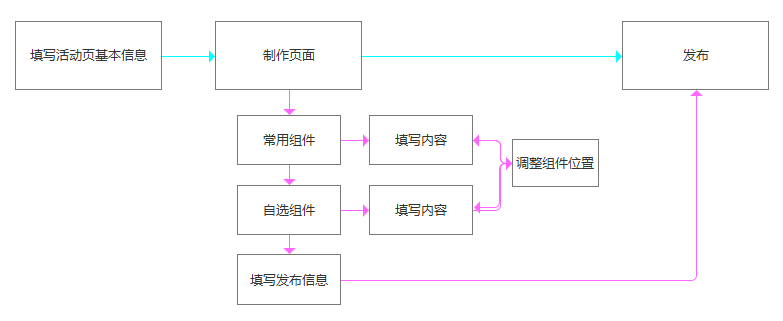 填写活动页基本信息
制作页面
发布
常用组件
填写内容
调整组件位置
自选组件
填写内容
填写发布信息